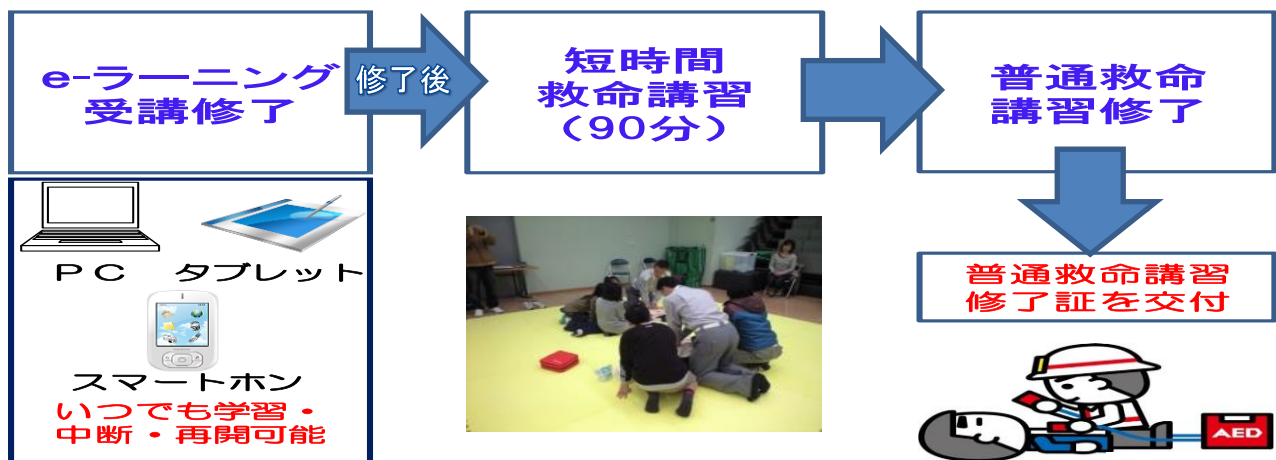 e-ラーニング
受講修了
修了後
短時間
救命講習
（90分）
普通救命
講習修了
ＰＣ　タブレット
スマートホン
いつでも学習・
中断・再開可能
普通救命講習
修了証を交付
AED